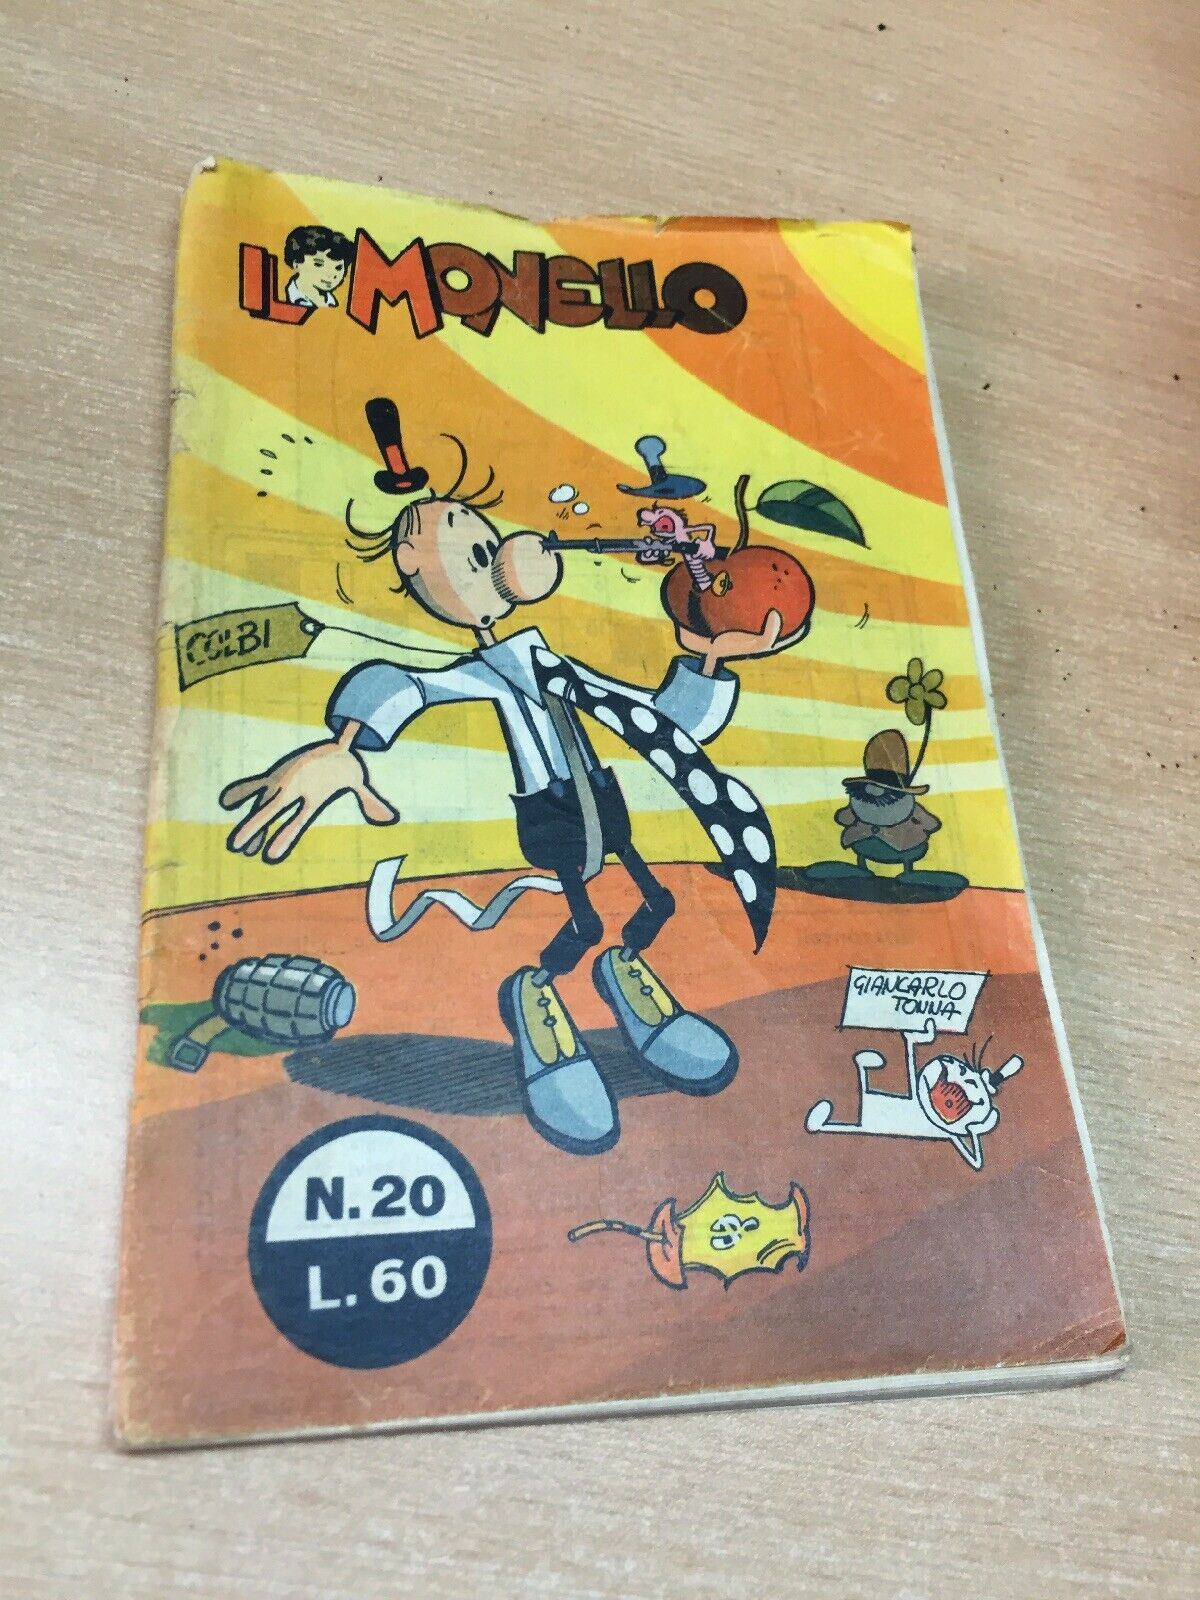 IL MONELLO
COLBI
GIANCARLO
TONNA
N.20
L.60